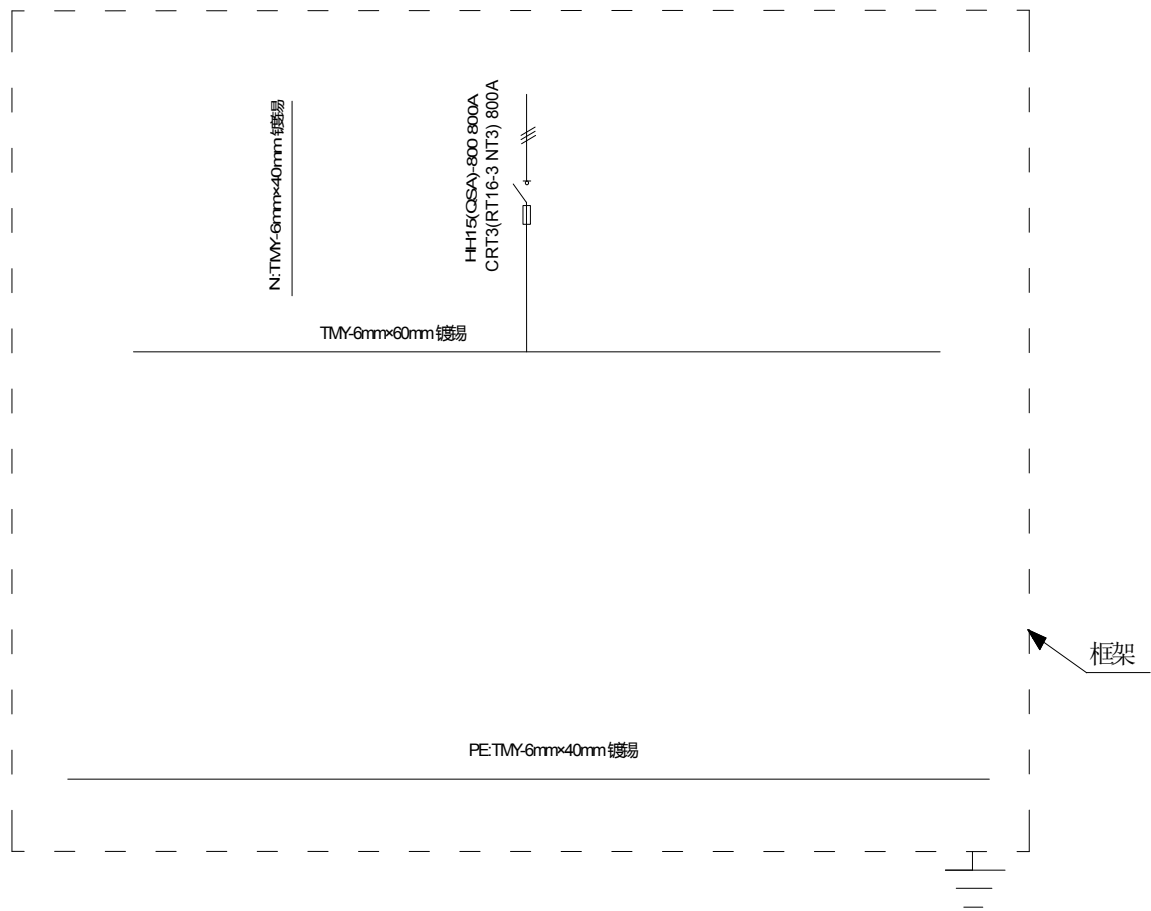 N:TMY-6mm×40mm 镀锡
HH15(QSA)-800 800A
CRT3(RT16-3 NT3) 800A
TMY-6mm×60mm 镀锡
框架
PE:TMY-6mm×40mm 镀锡